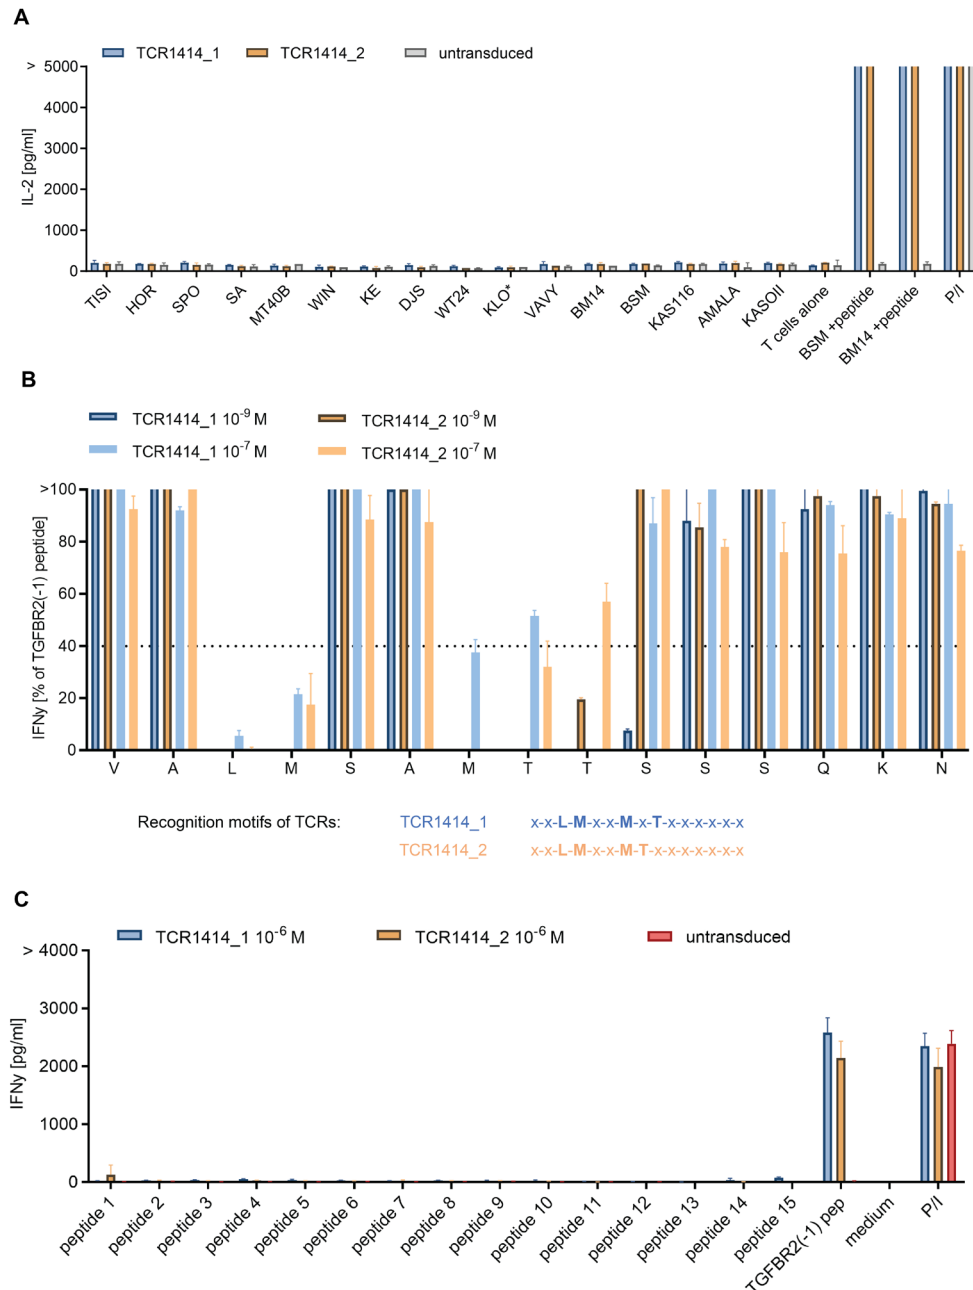 A
TCR1414_1 TCR1414_2 untransduced
> 5000
4000
3000
2000
1000
0
IL-2 [pg/ml]
TISI HOR SPO SA MT40B WIN KE DJS WT24 KLO* VAVY BM14 BSM KAS116 AMALA KASOII T cells alone BSM +peptide BM14 +peptide P/I
B
TCR1414_1 10⁻⁹ M TCR1414_2 10⁻⁹ M
TCR1414_1 10⁻⁷ M TCR1414_2 10⁻⁷ M
>100
80
60
40
20
0
IFNy [% of TGFBR2(-1) peptide]
V A L M S A M T T S S S Q K N
Recognition motifs of TCRs: TCR1414_1 x-x-L-M-x-x-M-x-T-x-x-x-x-x-x
TCR1414_2 x-x-L-M-x-x-M-T-x-x-x-x-x-x-x
C
TCR1414_1 10⁻⁶ M TCR1414_2 10⁻⁶ M untransduced
> 4000
3000
2000
1000
0
IFNy [pg/ml]
peptide 1 peptide 2 peptide 3 peptide 4 peptide 5 peptide 6 peptide 7 peptide 8 peptide 9 peptide 10 peptide 11 peptide 12 peptide 13 peptide 14 peptide 15 TGFBR2(-1) pep medium P/I